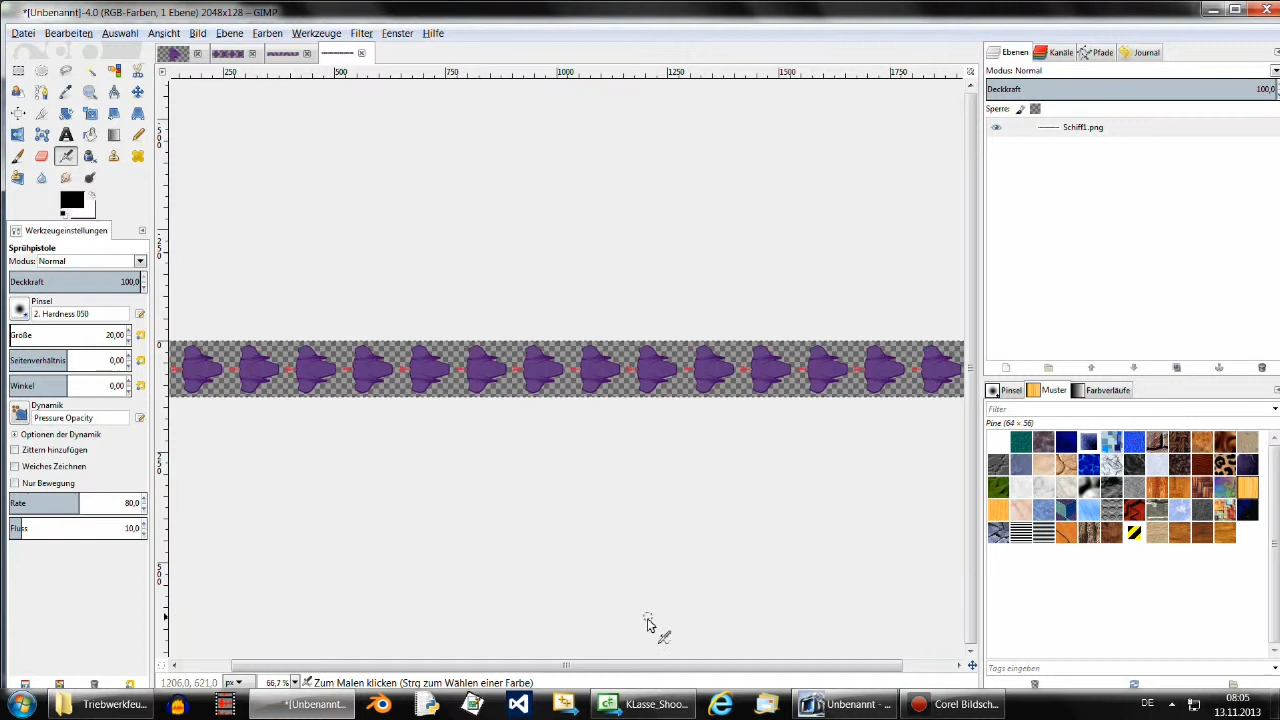 *[Unbenannt]-4.0 (RGB-Farben, 1 Ebene) 2048x128 – GIMP
Datei Bearbeiten Auswahl Ansicht Bild Ebene Farben Werkzeuge Filter Fenster Hilfe
Ebenen Kanäle Pfade Journal
250 500 750 1000 1250 1500 1750
Modus: Normal
Deckkraft 100,0
Sperre:
Schiff1.png
Werkzeugeinstellungen
Sprühpistole
Modus: Normal
Deckkraft 100,0
Pinsel
2. Hardness 050
Größe 20,00
Seitenverhältnis 0,00
Winkel 0,00
Dynamik
Pressure Opacity
Optionen der Dynamik
Zittern hinzufügen
Weiches Zeichnen
Nur Bewegung
Rate 80,0
Fluss 10,0
Pinsel Muster Farbverläufe
Filter
Pine (64 × 56)
Tags eingeben
1206,0, 621,0 px 66,7 % Zum Malen klicken (Strg zum Wählen einer Farbe)
Triebwerkfeu... *[Unbenannt... KLasse_Shoo... Unbenannt - ... Corel Bildsch...
DE 08:05
13.11.2013